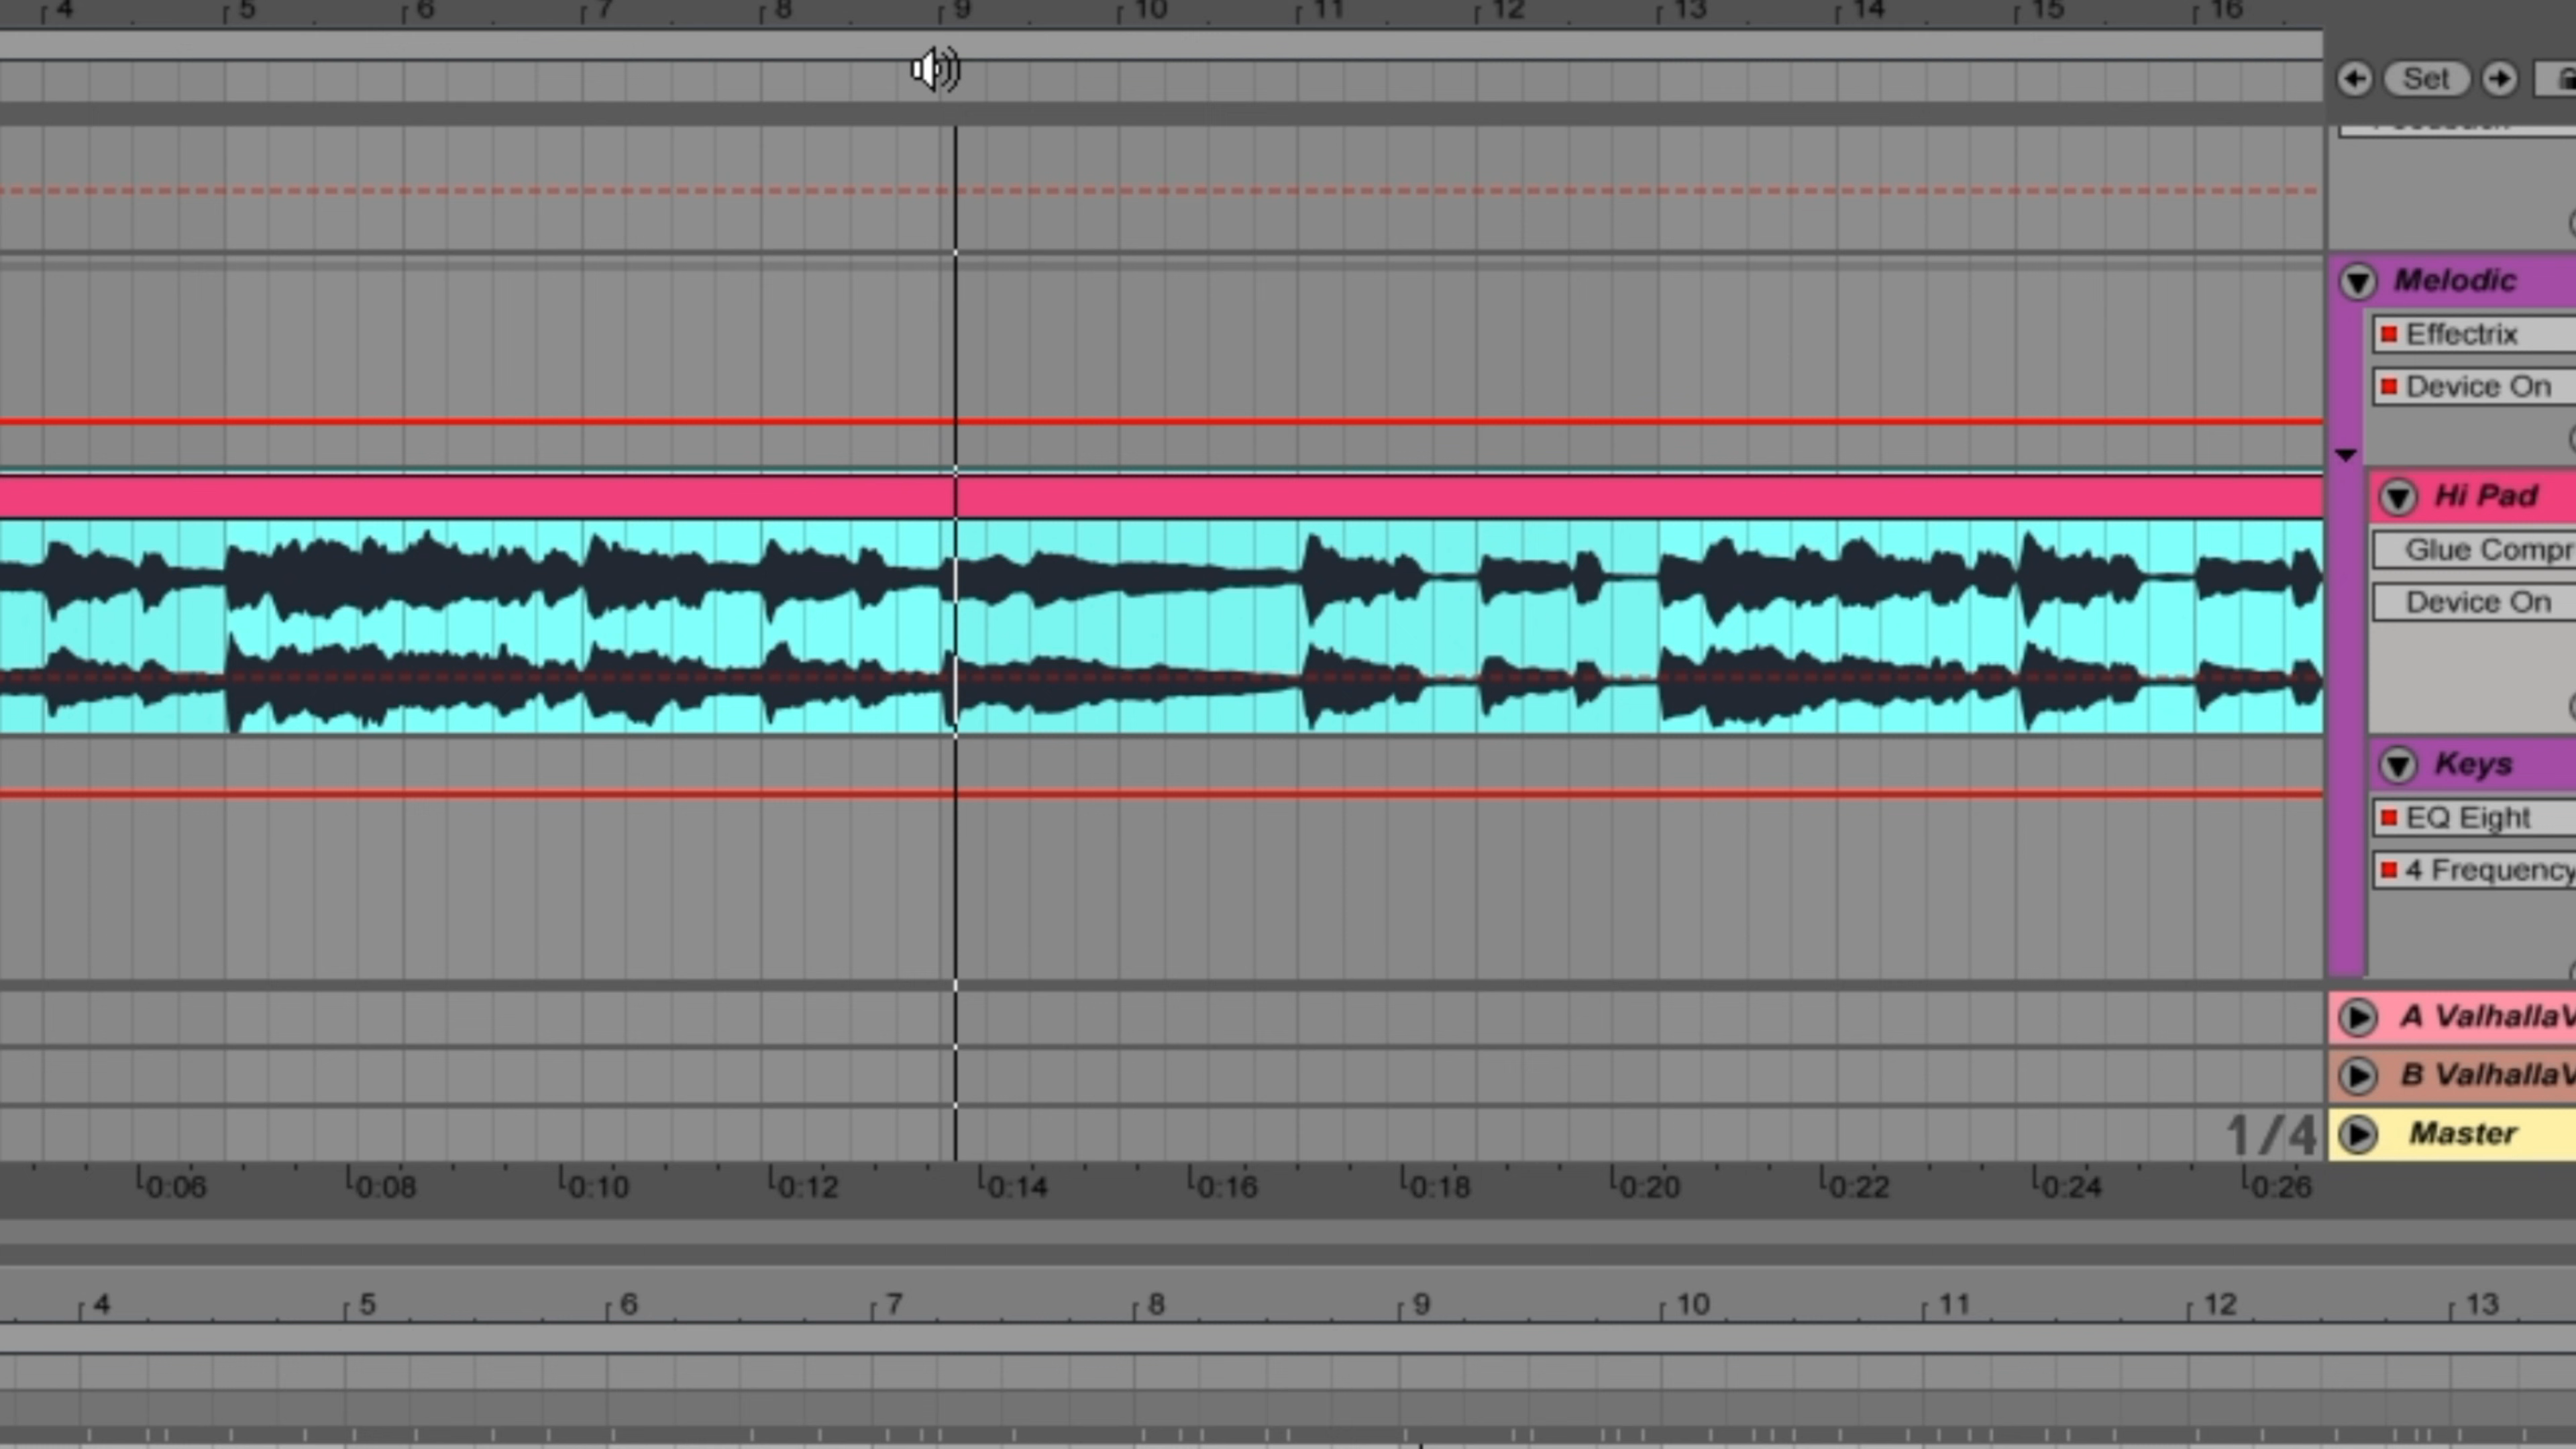 4 5 6 7 8 9 10 11 12 13 14 15 16
Set
Melodic
Effectrix
Device On
Hi Pad
Glue Compr
Device On
Keys
EQ Eight
4 Frequency
A ValhallaV
B ValhallaV
1/4 Master
0:06 0:08 0:10 0:12 0:14 0:16 0:18 0:20 0:22 0:24 0:26
4 5 6 7 8 9 10 11 12 13